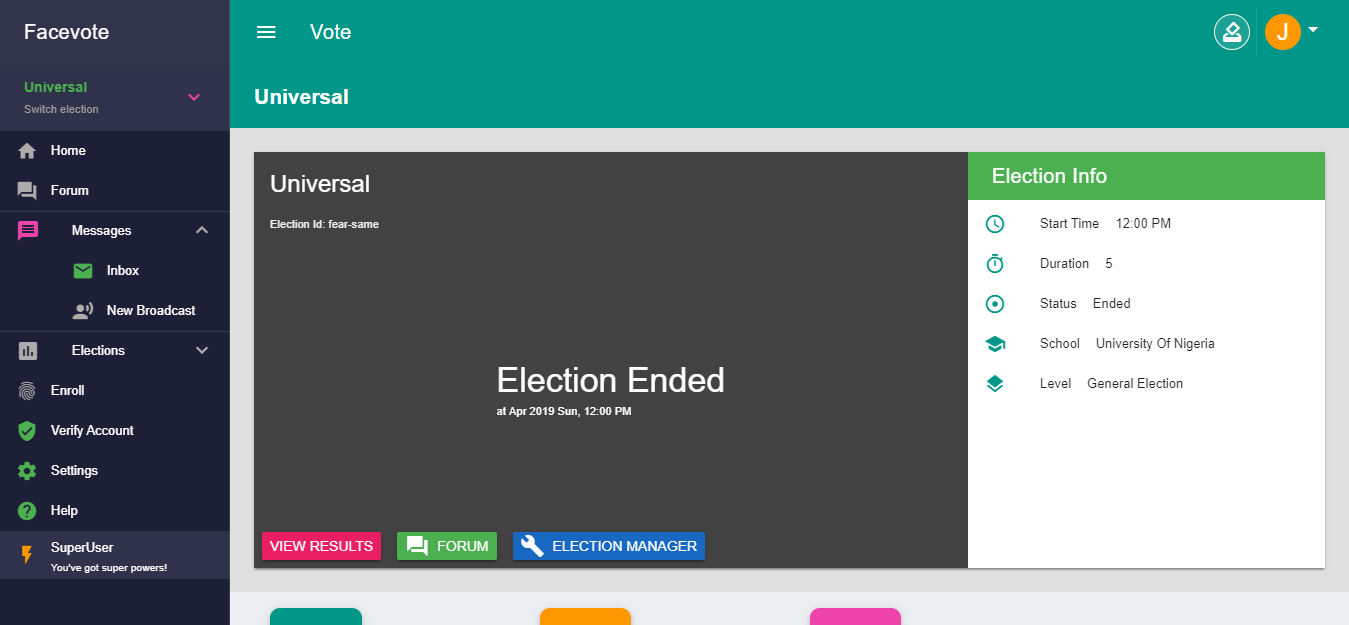 Facevote
Vote
J
Universal
Switch election
Universal
Home
Forum
Messages
Inbox
New Broadcast
Elections
Enroll
Verify Account
Settings
Help
SuperUser
You've got super powers!
Universal
Election Id: fear-same
Election Ended
at Apr 2019 Sun, 12:00 PM
VIEW RESULTS
FORUM
ELECTION MANAGER
Election Info
Start Time 12:00 PM
Duration 5
Status Ended
School University Of Nigeria
Level General Election